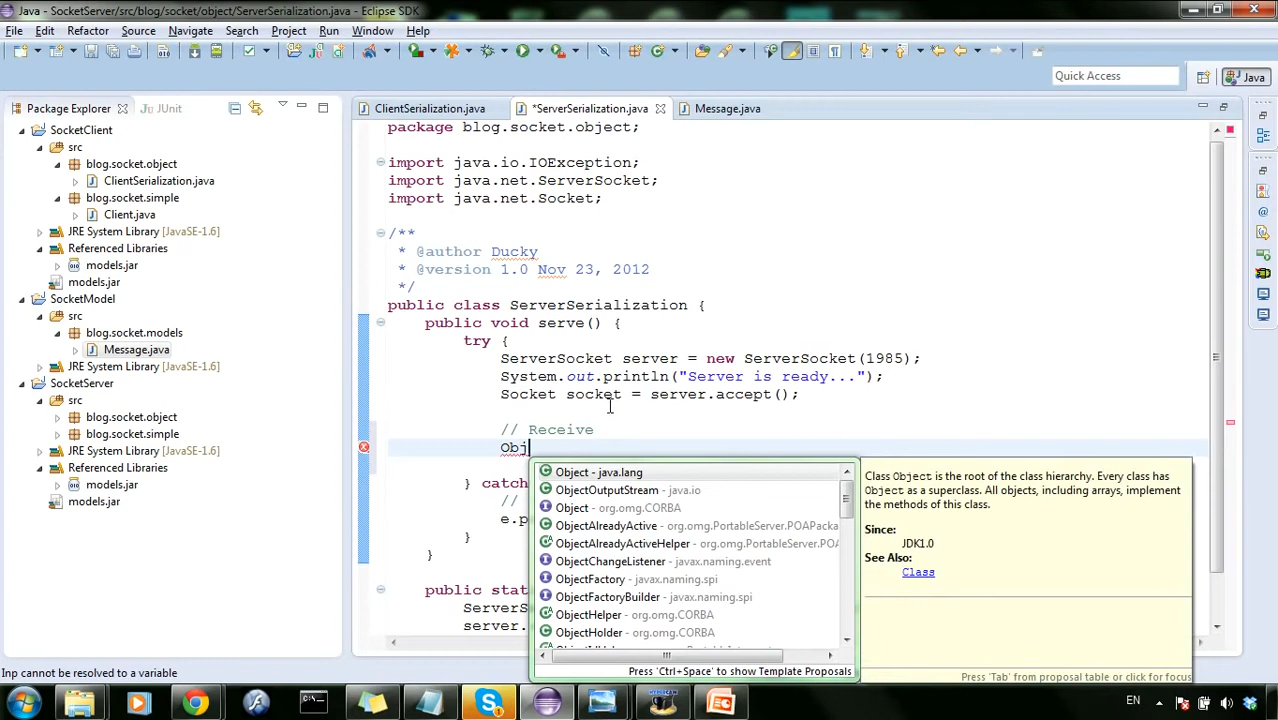 Java - SocketServer/src/blog/socket/object/ServerSerialization.java - Eclipse SDK
File Edit Refactor Source Navigate Search Project Run Window Help
Quick Access
Java
Package Explorer
JUnit
SocketClient
src
blog.socket.object
ClientSerialization.java
blog.socket.simple
Client.java
JRE System Library [JavaSE-1.6]
Referenced Libraries
models.jar
models.jar
SocketModel
src
blog.socket.models
Message.java
JRE System Library [JavaSE-1.6]
SocketServer
src
blog.socket.object
blog.socket.simple
JRE System Library [JavaSE-1.6]
Referenced Libraries
models.jar
models.jar
ClientSerialization.java
*ServerSerialization.java
Message.java
package blog.socket.object;
import java.io.IOException;
import java.net.ServerSocket;
import java.net.Socket;
/**
* @author Ducky
* @version 1.0 Nov 23, 2012
*/
public class ServerSerialization {
public void serve() {
try {
ServerSocket server = new ServerSocket(1985);
System.out.println("Server is ready...");
Socket socket = server.accept();
// Receive
Obj
} catch
//
e.p
}
}
public stat
ServerS
server.
Object - java.lang
ObjectOutputStream - java.io
Object - org.omg.CORBA
ObjectAlreadyActive - org.omg.PortableServer.POAPacka
ObjectAlreadyActiveHelper - org.omg.PortableServer.POA
ObjectChangeListener - javax.naming.event
ObjectFactory - javax.naming.spi
ObjectFactoryBuilder - javax.naming.spi
ObjectHelper - org.omg.CORBA
ObjectHolder - org.omg.CORBA
Press 'Ctrl+Space' to show Template Proposals
Class Object is the root of the class hierarchy. Every class has
Object as a superclass. All objects, including arrays, implement
the methods of this class.
Since:
JDK1.0
See Also:
Class
Press 'Tab' from proposal table or click for focus
Inp cannot be resolved to a variable
EN
7:20 AM